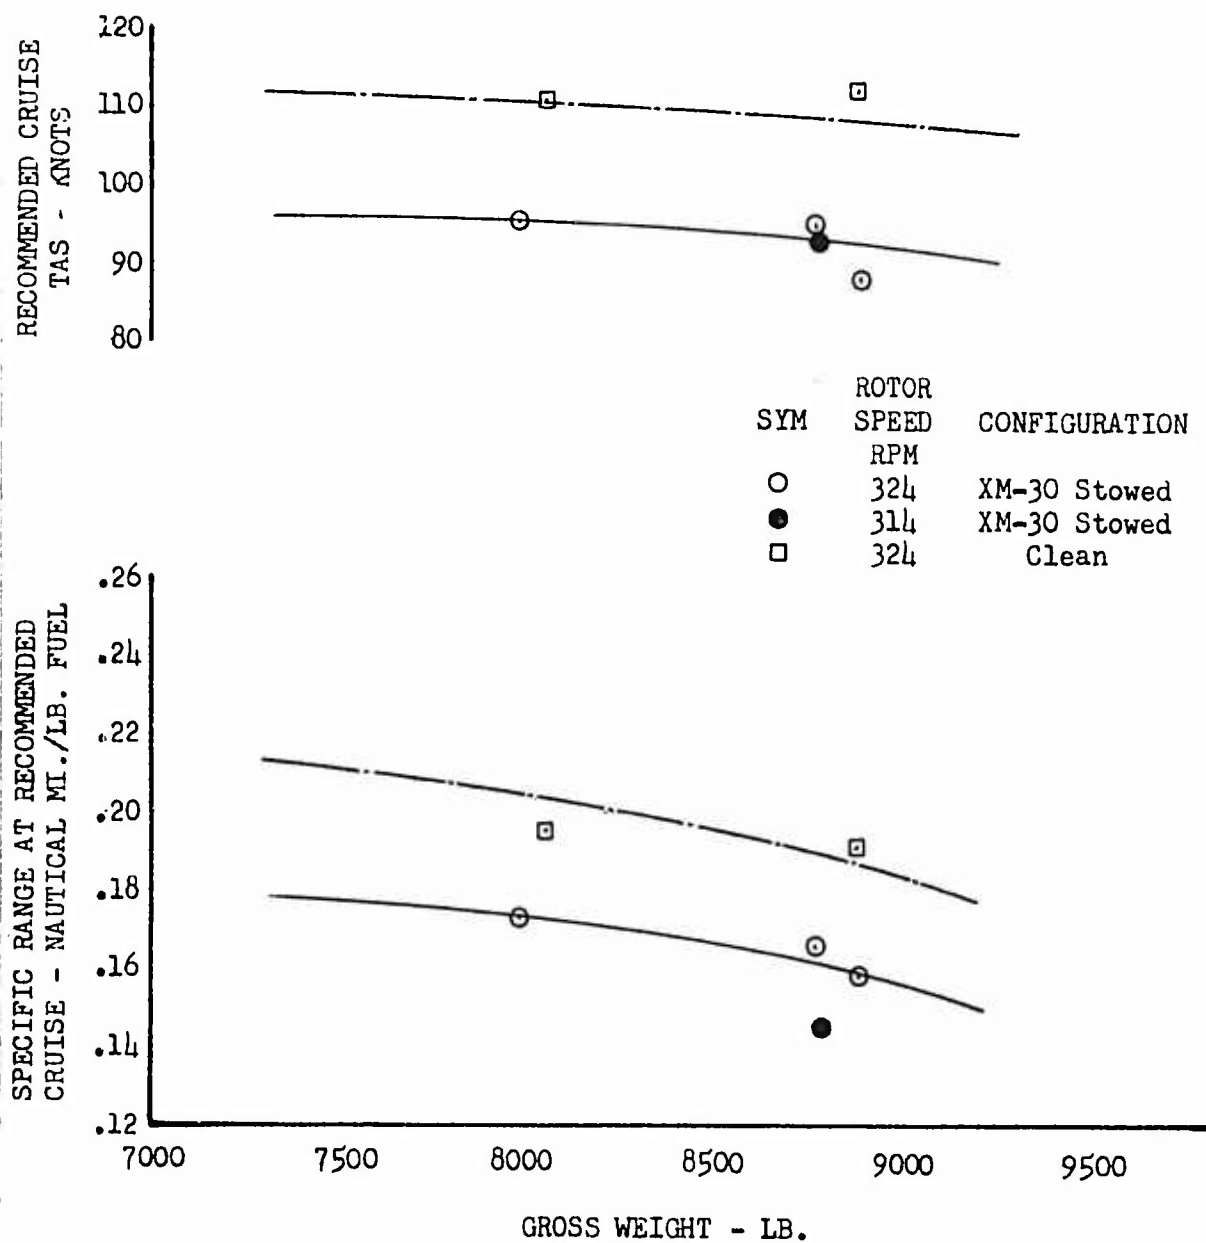 RECOMMENDED CRUISE
TAS - KNOTS
120
110
100
90
80
ROTOR
SYM SPEED CONFIGURATION
RPM
324 XM-30 Stowed
314 XM-30 Stowed
324 Clean
SPECIFIC RANGE AT RECOMMENDED
CRUISE - NAUTICAL MI./LB. FUEL
.26
.24
.22
.20
.18
.16
.14
.12
7000 7500 8000 8500 9000 9500
GROSS WEIGHT - LB.